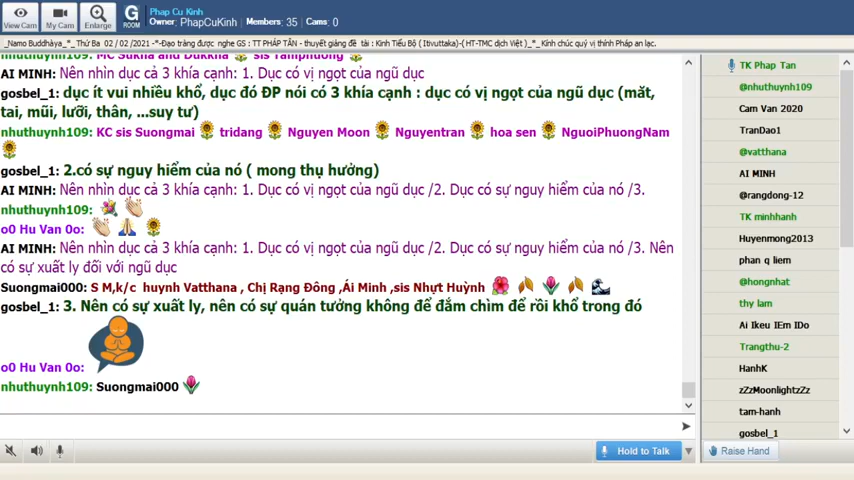 View Cam
My Cam
Enlarge
G
ROOM
Phap Cu Kinh
Owner: PhapCuKinh | Members: 35 | Cams: 0
_Namo Buddhàya_*_ Thứ Ba 02 / 02 /2021 -*-Đạo tràng được nghe GS : TT PHÁP TÂN - thuyết giảng đề tài : Kinh Tiểu Bộ ( Itivuttaka)-( HT-TMC dịch Việt ) _*_ Kính chúc quý vị thính Pháp an lạc.
AI MINH: Nên nhìn dục cả 3 khía cạnh: 1. Dục có vị ngọt của ngũ dục
gosbel_1: dục ít vui nhiều khổ, dục đó ĐP nói có 3 khía cạnh : dục có vị ngọt của ngũ dục (mắt,
tai, mũi, lưỡi, thân, ...suy tư)
nhuthuynh109: KC sis Suongmai tridang Nguyen Moon Nguyentran hoa sen NguoiPhuongNam
gosbel_1: 2.có sự nguy hiểm của nó ( mong thụ hưởng)
AI MINH: Nên nhìn dục cả 3 khía cạnh: 1. Dục có vị ngọt của ngũ dục /2. Dục có sự nguy hiểm của nó /3.
nhuthuynh109:
o0 Hu Van 0o:
AI MINH: Nên nhìn dục cả 3 khía cạnh: 1. Dục có vị ngọt của ngũ dục /2. Dục có sự nguy hiểm của nó /3. Nên
có sự xuất ly đối với ngũ dục
Suongmai000: S M,k/c huynh Vatthana , Chị Rạng Đông ,Ái Minh ,sis Nhựt Huỳnh
gosbel_1: 3. Nên có sự xuất ly, nên có sự quán tưởng không để đắm chìm để rồi khổ trong đó
o0 Hu Van 0o:
nhuthuynh109: Suongmai000
Hold to Talk
Raise Hand
TK Phap Tan
@nhuthuynh109
Cam Van 2020
TranDao1
@vatthana
AI MINH
@rangdong-12
TK minhhanh
Huyenmong2013
phan q liem
@hongnhat
thy lam
Ai Ikeu IEm IDo
Trangthu-2
HanhK
zZzMoonlightzZz
tam-hanh
gosbel_1